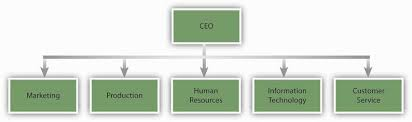 CEO
Marketing
Production
Human
Resources
Information
Technology
Customer
Service